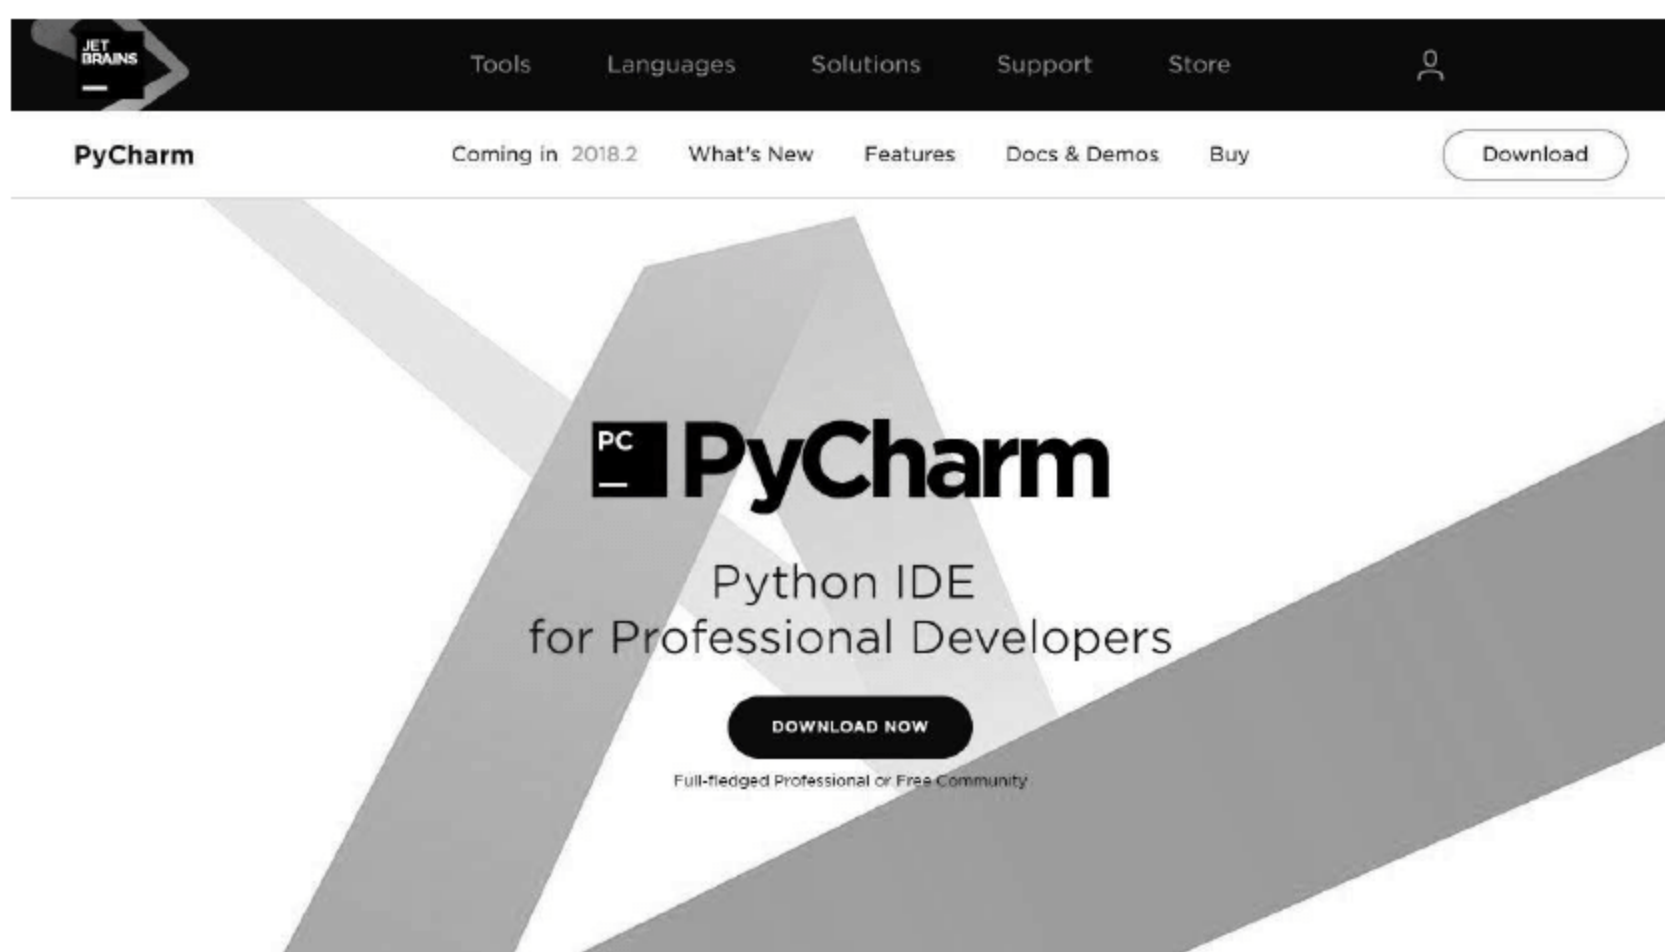 JET
BRAINS
Tools Languages Solutions Support Store
PyCharm Coming in 2018.2 What's New Features Docs & Demos Buy Download
PC PyCharm
Python IDE
for Professional Developers
DOWNLOAD NOW
Full-fledged Professional or Free Community